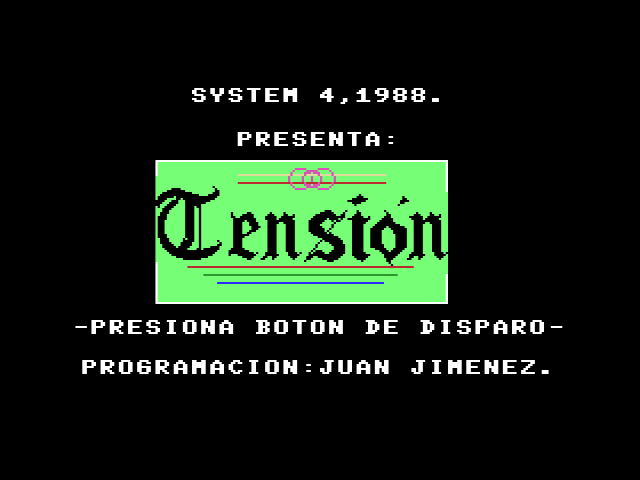 SYSTEM 4,1988.
PRESENTA:
Tensión
-PRESIONA BOTON DE DISPARO-
PROGRAMACION:JUAN JIMENEZ.